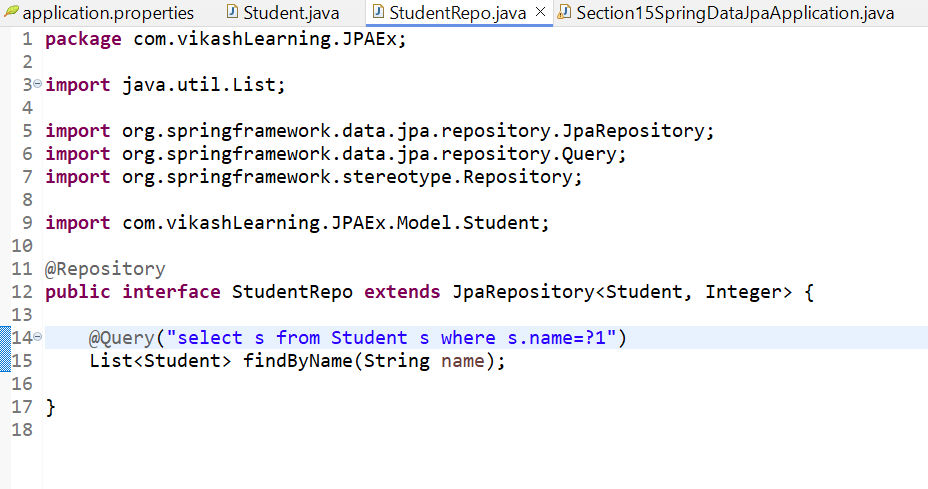 application.properties Student.java StudentRepo.java Section15SpringDataJpaApplication.java
1 package com.vikashLearning.JPAEx;
2
3 import java.util.List;
4
5 import org.springframework.data.jpa.repository.JpaRepository;
6 import org.springframework.data.jpa.repository.Query;
7 import org.springframework.stereotype.Repository;
8
9 import com.vikashLearning.JPAEx.Model.Student;
10
11 @Repository
12 public interface StudentRepo extends JpaRepository<Student, Integer> {
13
14     @Query("select s from Student s where s.name=?1")
15     List<Student> findByName(String name);
16
17 }
18